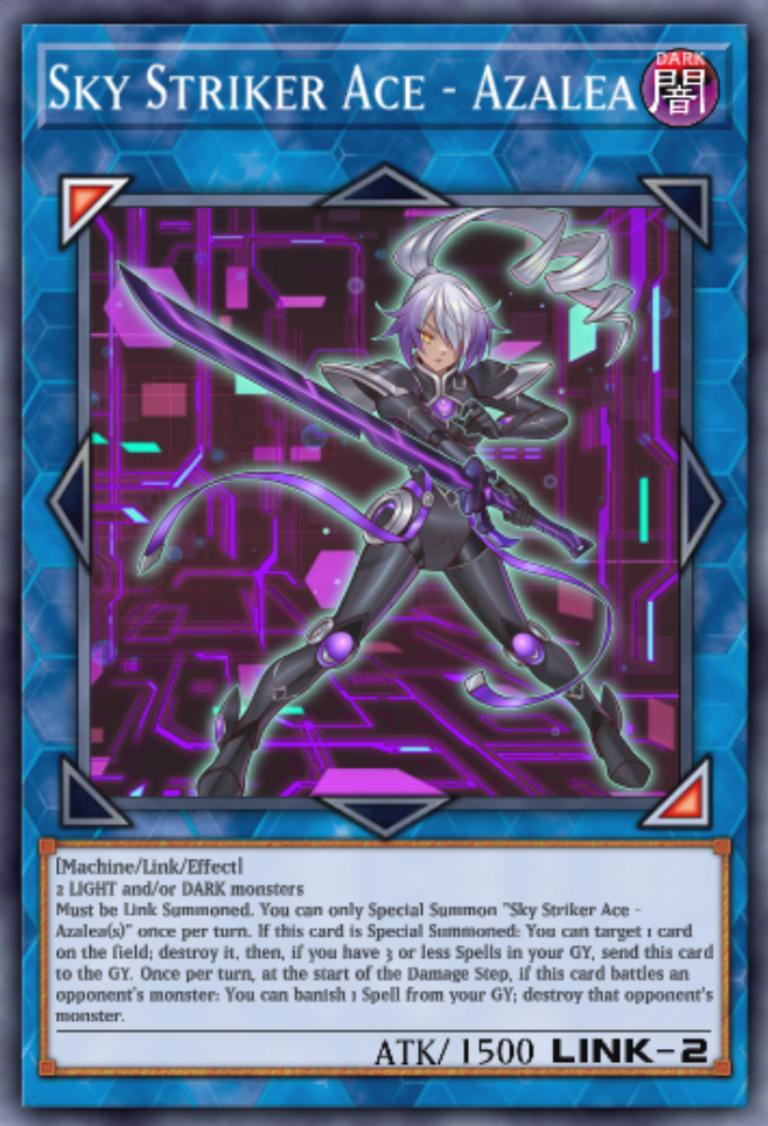 Sky Striker Ace - Azalea
DARK
闇
[Machine/Link/Effect]
2 LIGHT and/or DARK monsters
Must be Link Summoned. You can only Special Summon "Sky Striker Ace -
Azalea(s)" once per turn. If this card is Special Summoned: You can target 1 card
on the field; destroy it, then, if you have 3 or less Spells in your GY, send this card
to the GY. Once per turn, at the start of the Damage Step, if this card battles an
opponent's monster: You can banish 1 Spell from your GY; destroy that opponent's
monster.
ATK/ 1500 LINK-2